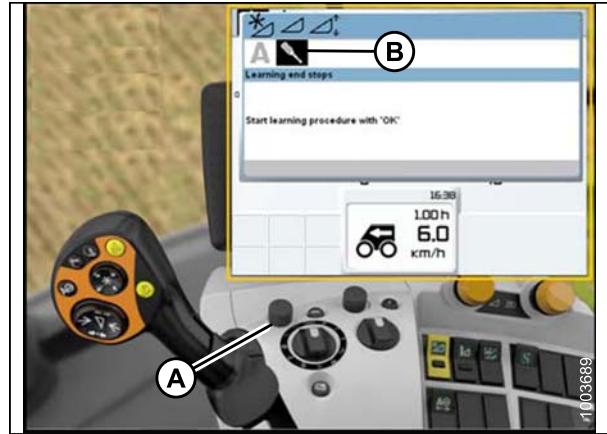 A
B
Learning end stops
Start learning procedure with "OK"
16:38
1.00 h
6.0
km/h
A
1003689